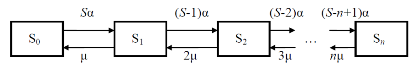 Sα (S-1)α (S-2)α (S-n+1)α
S0 S1 S2 … Sn
μ 2μ 3μ nμ